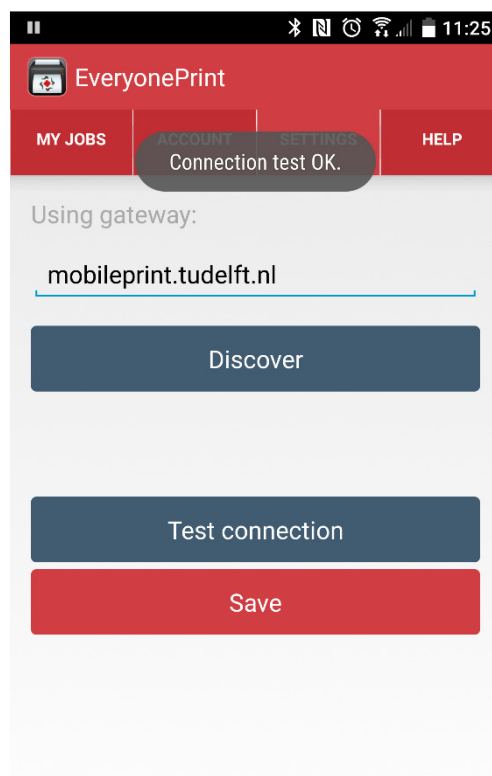 11:25
EveryonePrint
MY JOBS ACCOUNT SETTINGS HELP
Connection test OK.
Using gateway:
mobileprint.tudelft.nl
Discover
Test connection
Save